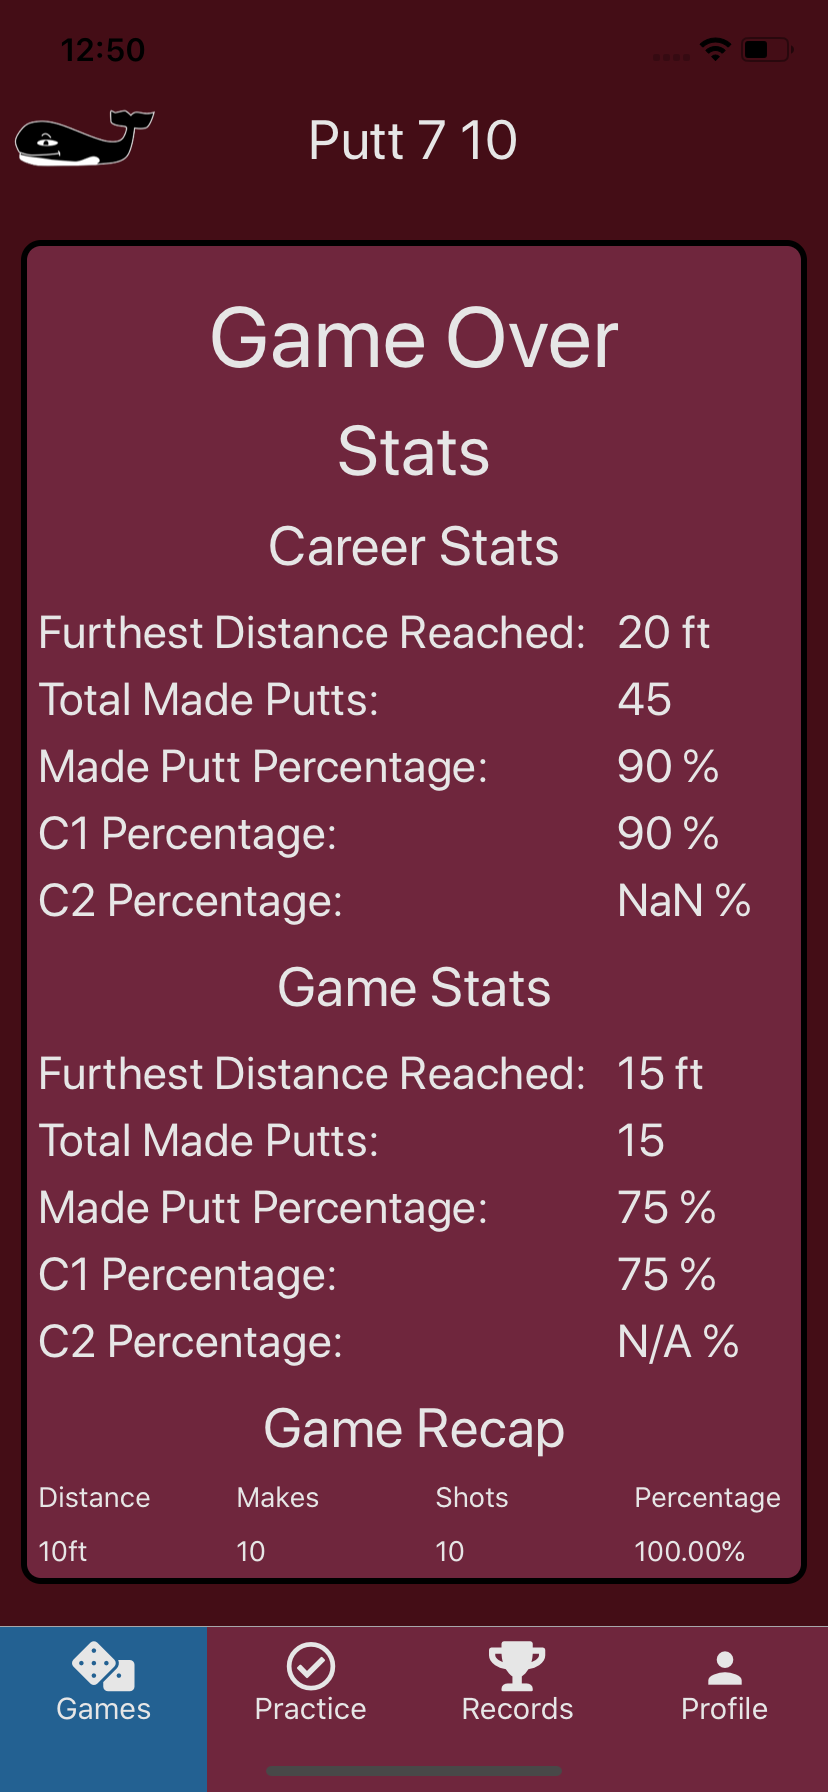 12:50
Putt 7 10
Game Over
Stats
Career Stats
Furthest Distance Reached: 20 ft
Total Made Putts: 45
Made Putt Percentage: 90 %
C1 Percentage: 90 %
C2 Percentage: NaN %
Game Stats
Furthest Distance Reached: 15 ft
Total Made Putts: 15
Made Putt Percentage: 75 %
C1 Percentage: 75 %
C2 Percentage: N/A %
Game Recap
Distance Makes Shots Percentage
10ft 10 10 100.00%
Games Practice Records Profile